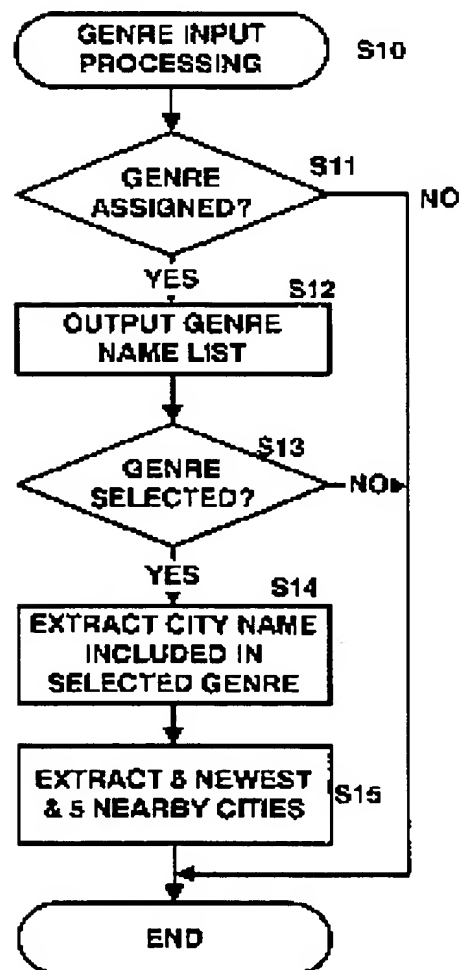 GENRE INPUT
PROCESSING
S10
GENRE
ASSIGNED?
S11
NO
YES
S12
OUTPUT GENRE
NAME LIST
GENRE
SELECTED?
S13
NO
YES
S14
EXTRACT CITY NAME
INCLUDED IN
SELECTED GENRE
EXTRACT 5 NEWEST
& 5 NEARBY CITIES
S15
END